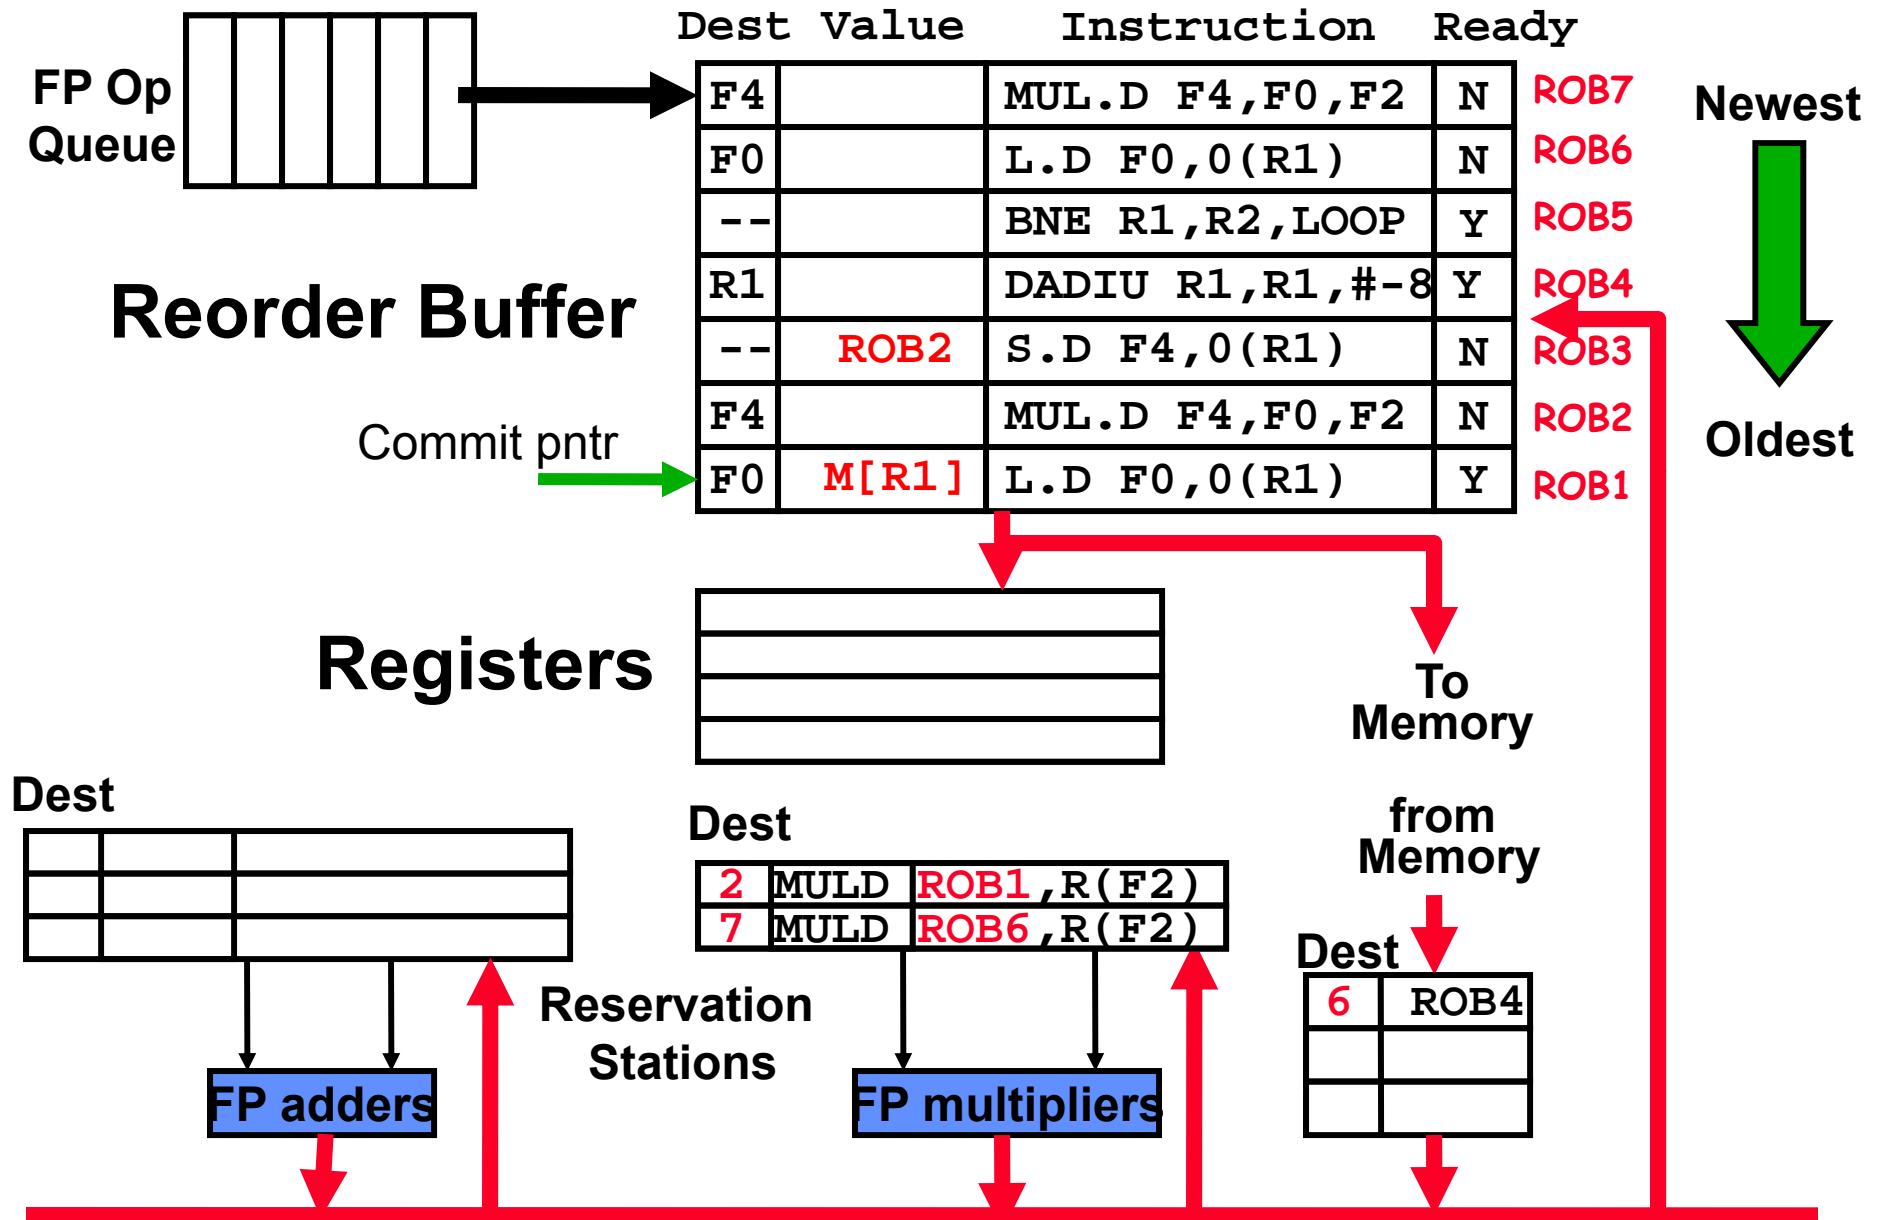 Dest Value Instruction Ready
FP Op
Queue
F4 MUL.D F4,F0,F2 N ROB7
Newest
F0 L.D F0,0(R1) N ROB6
-- BNE R1,R2,LOOP Y ROB5
Reorder Buffer
R1 DADIU R1,R1,#-8 Y ROB4
-- ROB2 S.D F4,0(R1) N ROB3
F4 MUL.D F4,F0,F2 N ROB2
Oldest
Commit pntr
F0 M[R1] L.D F0,0(R1) Y ROB1
Registers
To
Memory
Dest
Dest
from
Memory
2 MULD ROB1,R(F2)
7 MULD ROB6,R(F2)
Dest
6 ROB4
Reservation
Stations
FP adders
FP multipliers